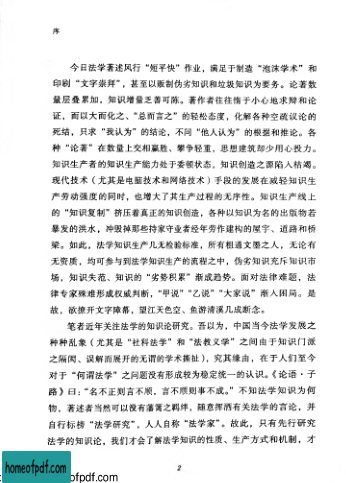 序
今日法学著述风行“短平快”作业，满足于制造“泡沫学术”和
印刷“文字崇拜”，甚至以贩制伪劣知识和垃圾知识为要务。论著数
量层叠累加，知识增量乏善可陈。著作者往往惰于小心地求辩和论
证，而以大而化之、“总而言之”的轻松态度，化解各种空疏议论的
死结，只求“我认为”的结论，不问“他人认为”的根据和推论。各
种“论著”在数量上交相赢胜、攀争轻重，思想建筑却少用心投力。
知识生产者的知识生产能力处于萎顿状态，知识创造之源陷入枯竭。
现代技术（尤其是电脑技术和网络技术）手段的发展在减轻知识生
产劳动强度的同时，也增大了其生产过程的无序性。知识生产线上
的“知识复制”挤压着真正的知识创造，各种以知识为名的出版物若
暴发的洪水，冲毁掉那些持守专业者经年劳作建构的屋宇、道路和桥
梁。如此，法学知识生产几无检验标准，所有粗通文墨之人，无论有
无资质，均可参与到法学知识生产的流程之中，伪劣知识充斥知识市
场，知识失范、知识的“劣势积累”渐成趋势。面对法律难题，法
律专家殊难形成权威判断，“甲说”“乙说”“大家说”渐入困局。是
故，欲撩开文字障幕，望江天色空、鱼游清溪几成断念。
笔者近年关注法学的知识论研究。吾以为，中国当今法学发展之
种种乱象（尤其是“社科法学”和“法教义学”之间由于知识门派
之隔阂、误解而展开的无谓的学术撕扯），究其缘由，在于人们至今
对于“何谓法学”之问题没有形成较为稳定统一的认识。《论语·子
路》曰：“名不正则言不顺，言不顺则事不成。”不知法学知识为何
物，著述者当然可以没有藩篱之羁绊，随意挥洒有关法学的言论，并
自行标榜“法学研究”，人人自称“法学家”。故此，只有先行研究
法学的知识论，我们才会了解法学知识的性质、生产方式和机制，才
2
homeofpdf.com
homeofpdf.com